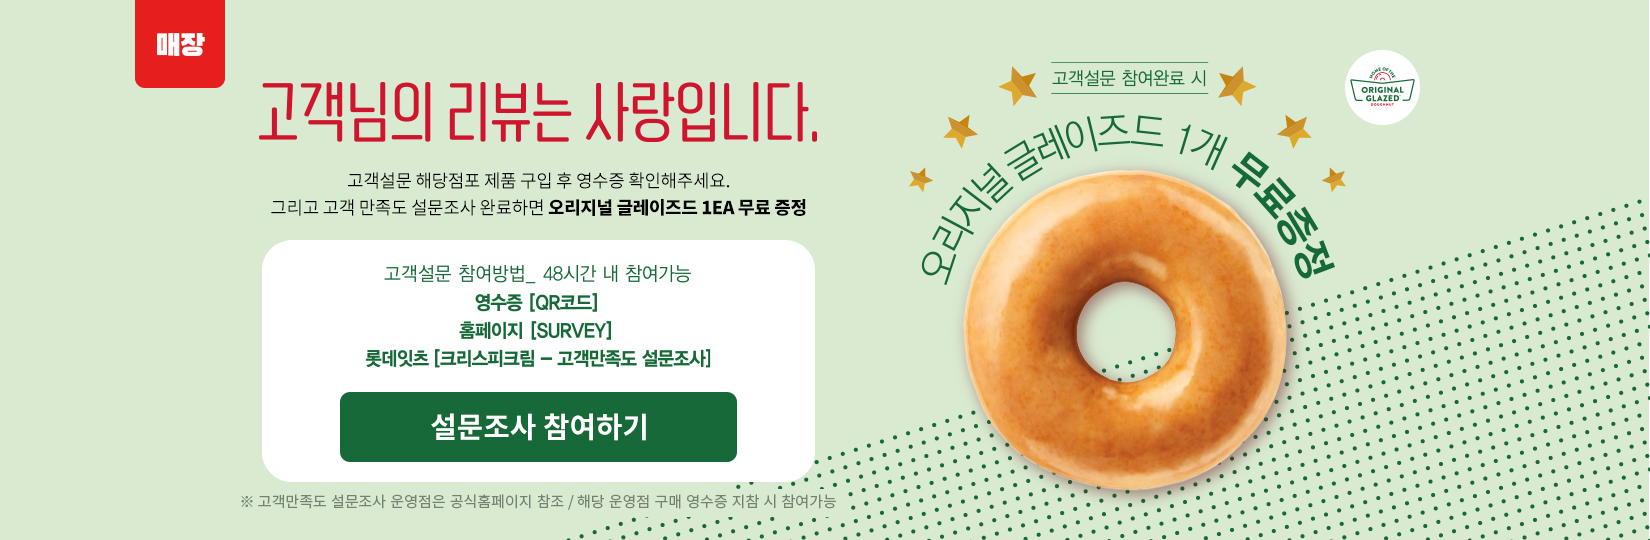 매장
고객님의 리뷰는 사랑입니다.
고객설문 해당점포 제품 구입 후 영수증 확인해주세요.
그리고 고객 만족도 설문조사 완료하면 오리지널 글레이즈드 1EA 무료 증정
고객설문 참여방법_ 48시간 내 참여가능
영수증 [QR코드]
홈페이지 [SURVEY]
롯데잇츠 [크리스피크림 – 고객만족도 설문조사]
설문조사 참여하기
※ 고객만족도 설문조사 운영점은 공식홈페이지 참조 / 해당 운영점 구매 영수증 지참 시 참여가능
고객설문 참여완료 시
오리지널 글레이즈드 1개 무료증정
HOME OF THE
ORIGINAL
GLAZED
DOUGHNUT